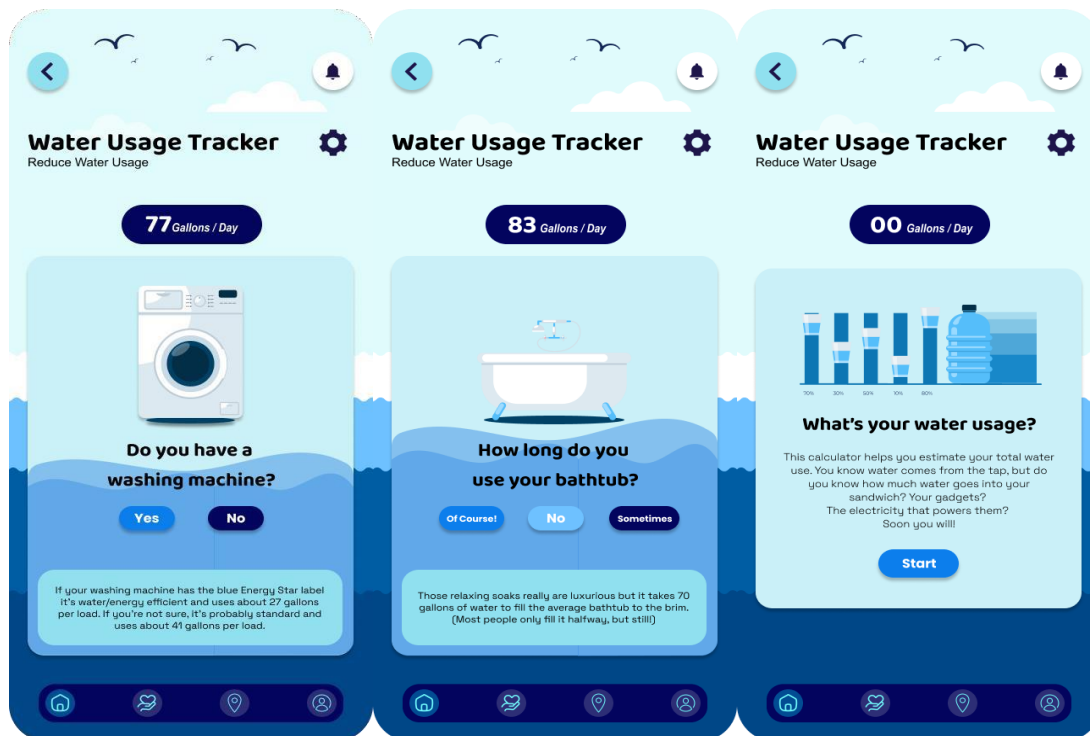 Water Usage Tracker
Reduce Water Usage
77 Gallons / Day
Do you have a
washing machine?
Yes
No
If your washing machine has the blue Energy Star label
it's water/energy efficient and uses about 27 gallons
per load. If you're not sure, it's probably standard and
uses about 41 gallons per load.
Water Usage Tracker
Reduce Water Usage
83 Gallons / Day
How long do you
use your bathtub?
Of Course!
No
Sometimes
Those relaxing soaks really are luxurious but it takes 70
gallons of water to fill the average bathtub to the brim.
(Most people only fill it halfway, but still!)
Water Usage Tracker
Reduce Water Usage
00 Gallons / Day
70% 30% 50% 10% 80%
What's your water usage?
This calculator helps you estimate your total water
use. You know water comes from the tap, but do
you know how much water goes into your
sandwich? Your gadgets?
The electricity that powers them?
Soon you will!
Start